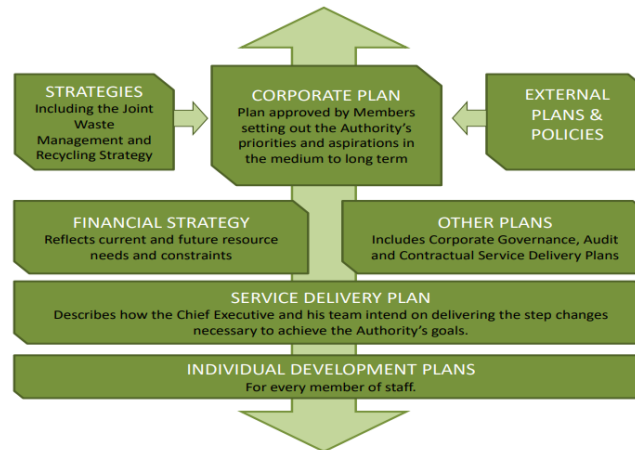 STRATEGIES
Including the Joint
Waste
Management and
Recycling Strategy
CORPORATE PLAN
Plan approved by Members
setting out the Authority's
priorities and aspirations in
the medium to long term
EXTERNAL
PLANS &
POLICIES
FINANCIAL STRATEGY
Reflects current and future resource
needs and constraints
OTHER PLANS
Includes Corporate Governance, Audit
and Contractual Service Delivery Plans
SERVICE DELIVERY PLAN
Describes how the Chief Executive and his team intend on delivering the step changes
necessary to achieve the Authority's goals.
INDIVIDUAL DEVELOPMENT PLANS
For every member of staff.